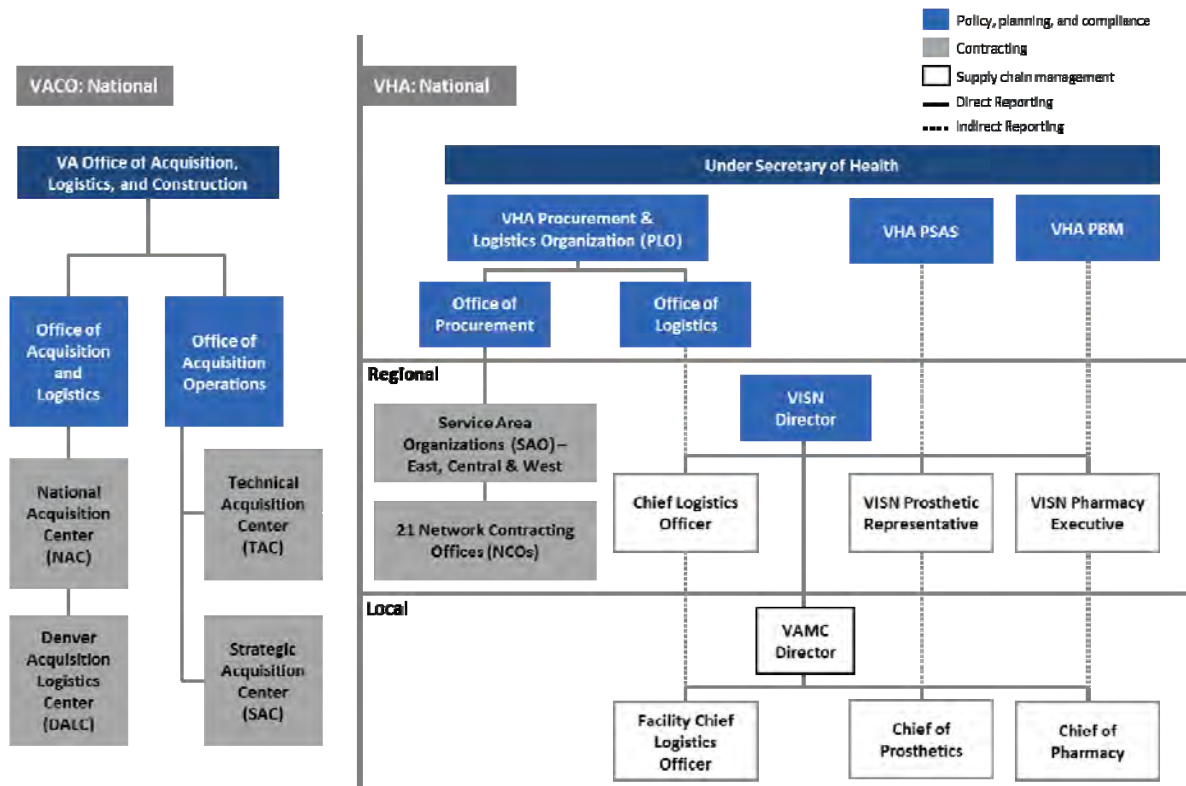 Policy, planning, and compliance
Contracting
Supply chain management
Direct Reporting
Indirect Reporting
VACO: National
VHA: National
VA Office of Acquisition,
Logistics, and Construction
Under Secretary of Health
VHA Procurement &
Logistics Organization (PLO)
VHA PSAS
VHA PBM
Office of
Acquisition
and
Logistics
Office of
Acquisition
Operations
Office of
Procurement
Office of
Logistics
Regional
Service Area
Organizations (SAO) –
East, Central & West
VISN
Director
National
Acquisition
Center
(NAC)
Technical
Acquisition
Center
(TAC)
21 Network Contracting
Offices (NCOs)
Chief Logistics
Officer
VISN Prosthetic
Representative
VISN Pharmacy
Executive
Local
VAMC
Director
Denver
Acquisition
Logistics
Center
(DALC)
Strategic
Acquisition
Center
(SAC)
Facility Chief
Logistics
Officer
Chief of
Prosthetics
Chief of
Pharmacy